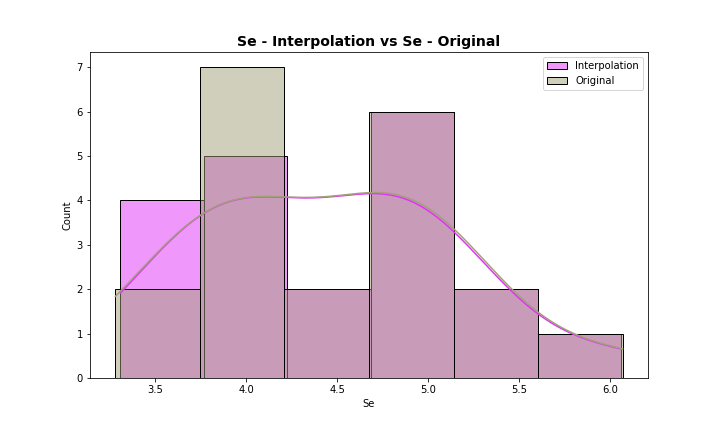 Se - Interpolation vs Se - Original
Interpolation
Original
7
6
5
4
3
2
1
0
Count
3.5 4.0 4.5 5.0 5.5 6.0
Se